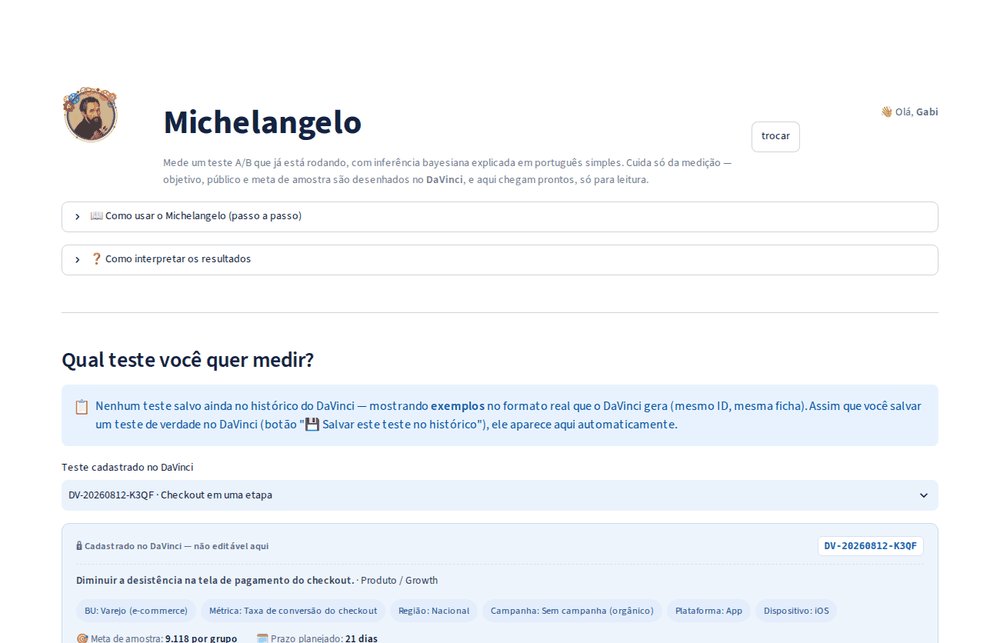 Michelangelo
👋 Olá, Gabi
trocar
Mede um teste A/B que já está rodando, com inferência bayesiana explicada em português simples. Cuida só da medição —
objetivo, público e meta de amostra são desenhados no DaVinci, e aqui chegam prontos, só para leitura.
📖 Como usar o Michelangelo (passo a passo)
❓ Como interpretar os resultados
Qual teste você quer medir?
📋 Nenhum teste salvo ainda no histórico do DaVinci — mostrando exemplos no formato real que o DaVinci gera (mesmo ID, mesma ficha). Assim que você salvar
um teste de verdade no DaVinci (botão "💾 Salvar este teste no histórico"), ele aparece aqui automaticamente.
Teste cadastrado no DaVinci
DV-20260812-K3QF · Checkout em uma etapa
🔒 Cadastrado no DaVinci — não editável aqui
DV-20260812-K3QF
Diminuir a desistência na tela de pagamento do checkout. · Produto / Growth
BU: Varejo (e-commerce) Métrica: Taxa de conversão do checkout Região: Nacional Campanha: Sem campanha (orgânico) Plataforma: App Dispositivo: iOS
🎯 Meta de amostra: 9.118 por grupo 🗓️ Prazo planejado: 21 dias